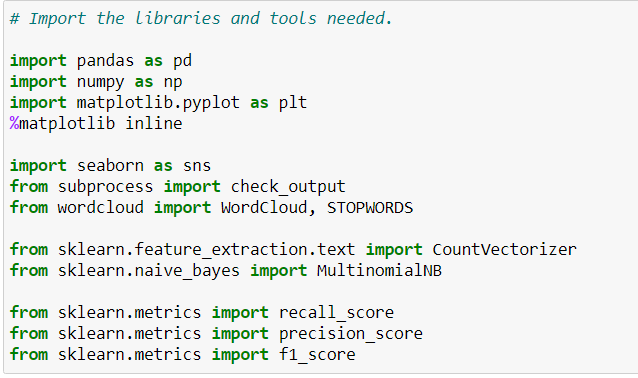 # Import the libraries and tools needed.
import pandas as pd
import numpy as np
import matplotlib.pyplot as plt
%matplotlib inline
import seaborn as sns
from subprocess import check_output
from wordcloud import WordCloud, STOPWORDS
from sklearn.feature_extraction.text import CountVectorizer
from sklearn.naive_bayes import MultinomialNB
from sklearn.metrics import recall_score
from sklearn.metrics import precision_score
from sklearn.metrics import f1_score